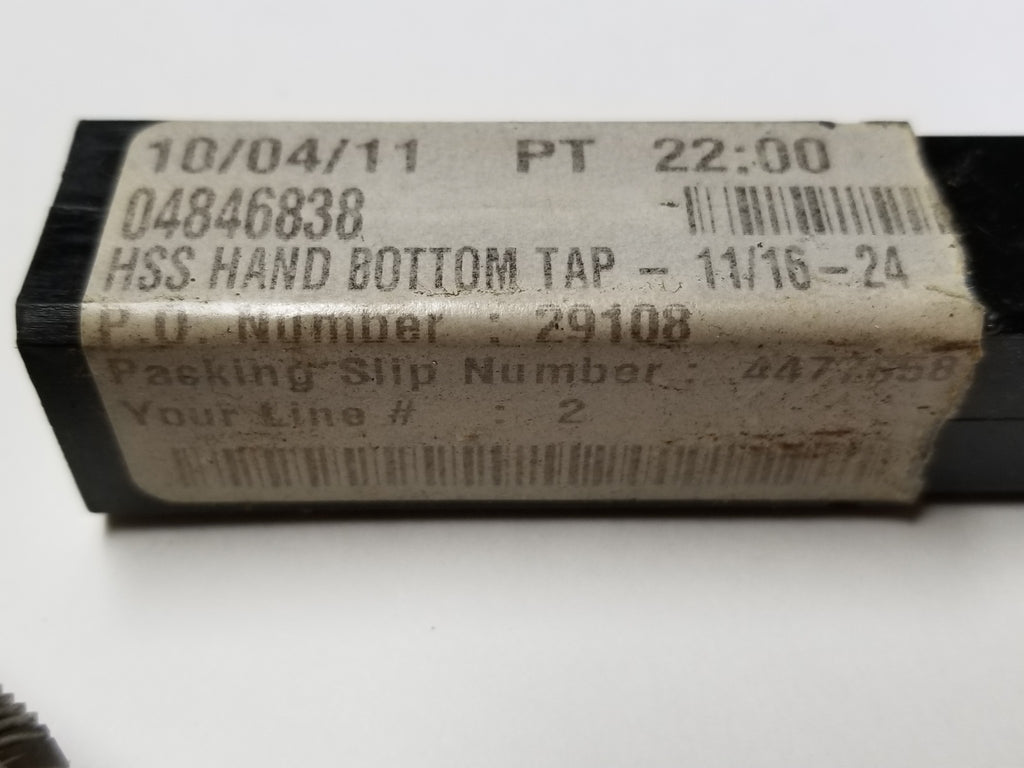 10/04/11 PT 22:00
04846838
HSS HAND BOTTOM TAP - 11/16-24
P.O. Number : 29108
Packing Slip Number :
Your Line # : 2